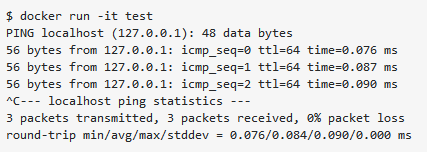 $ docker run -it test
PING localhost (127.0.0.1): 48 data bytes
56 bytes from 127.0.0.1: icmp_seq=0 ttl=64 time=0.076 ms
56 bytes from 127.0.0.1: icmp_seq=1 ttl=64 time=0.087 ms
56 bytes from 127.0.0.1: icmp_seq=2 ttl=64 time=0.090 ms
^C--- localhost ping statistics ---
3 packets transmitted, 3 packets received, 0% packet loss
round-trip min/avg/max/stddev = 0.076/0.084/0.090/0.000 ms